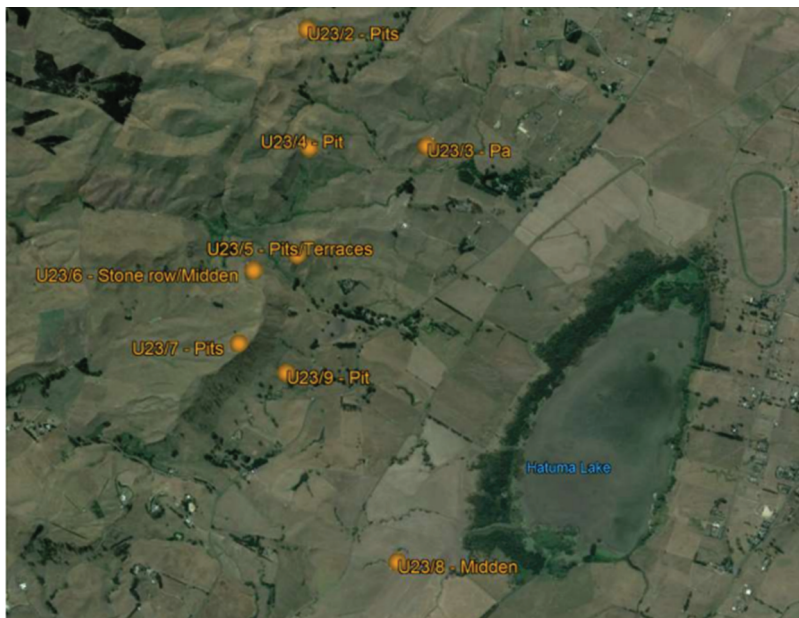 U23/2 - Pits
U23/4 - Pit
U23/3 - Pa
U23/5 - Pits/Terraces
U23/6 - Stone row/Midden
U23/7 - Pits
U23/9 - Pit
Hatuma Lake
U23/8 - Midden